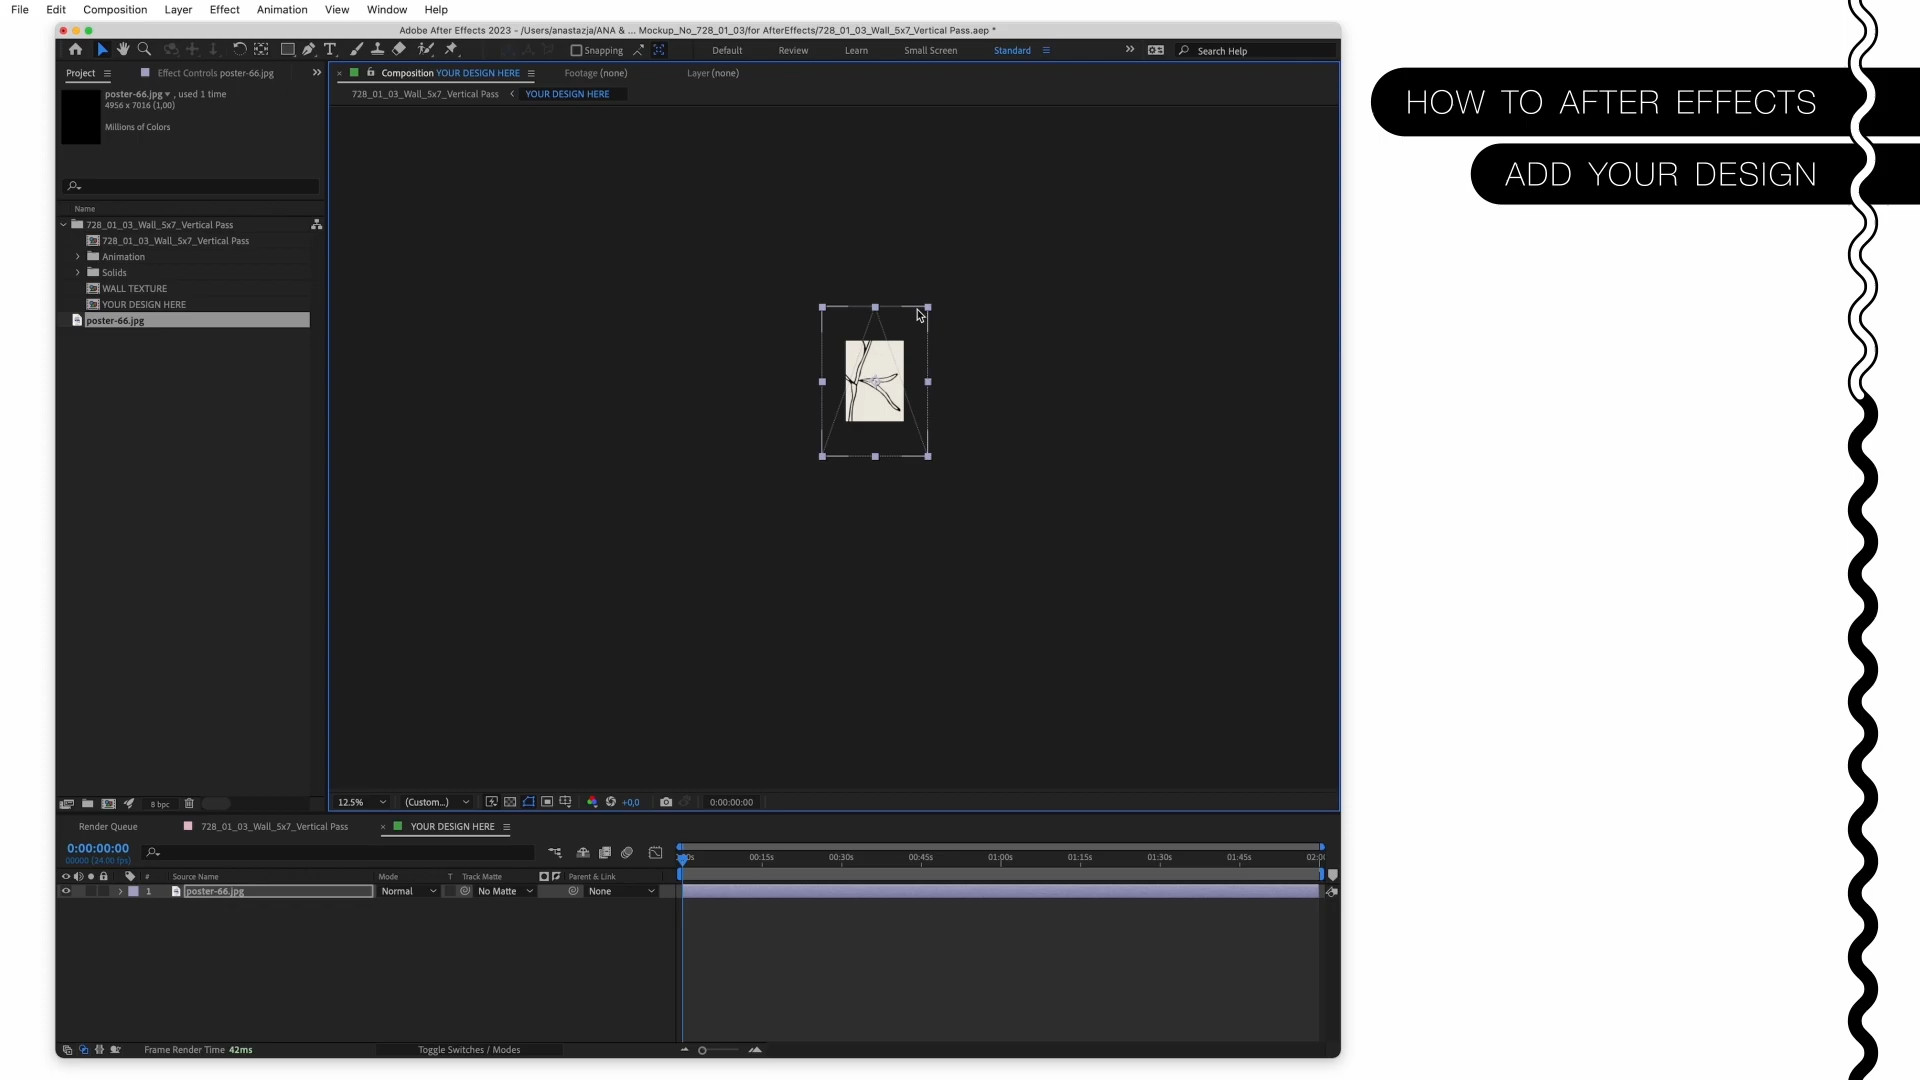 File Edit Composition Layer Effect Animation View Window Help
Adobe After Effects 2023 - /Users/anastazja/ANA & ... Mockup_No_728_01_03/for AfterEffects/728_01_03_Wall_5x7_Vertical Pass.aep *
Snapping Default Review Learn Small Screen Standard Search Help
Project Effect Controls poster-66.jpg
Composition YOUR DESIGN HERE Footage (none) Layer (none)
728_01_03_Wall_5x7_Vertical Pass YOUR DESIGN HERE
poster-66.jpg , used 1 time
4956 x 7016 (1,00)
Millions of Colors
Name
728_01_03_Wall_5x7_Vertical Pass
728_01_03_Wall_5x7_Vertical Pass
Animation
Solids
WALL TEXTURE
YOUR DESIGN HERE
poster-66.jpg
8 bpc
12.5% (Custom...) +0,0 0:00:00:00
Render Queue 728_01_03_Wall_5x7_Vertical Pass YOUR DESIGN HERE
0:00:00:00
00000 (24.00 fps)
00:15s 00:30s 00:45s 01:00s 01:15s 01:30s 01:45s
# Source Name Mode T Track Matte Parent & Link
1 poster-66.jpg Normal No Matte None
Frame Render Time 42ms Toggle Switches / Modes
HOW TO AFTER EFFECTS
ADD YOUR DESIGN